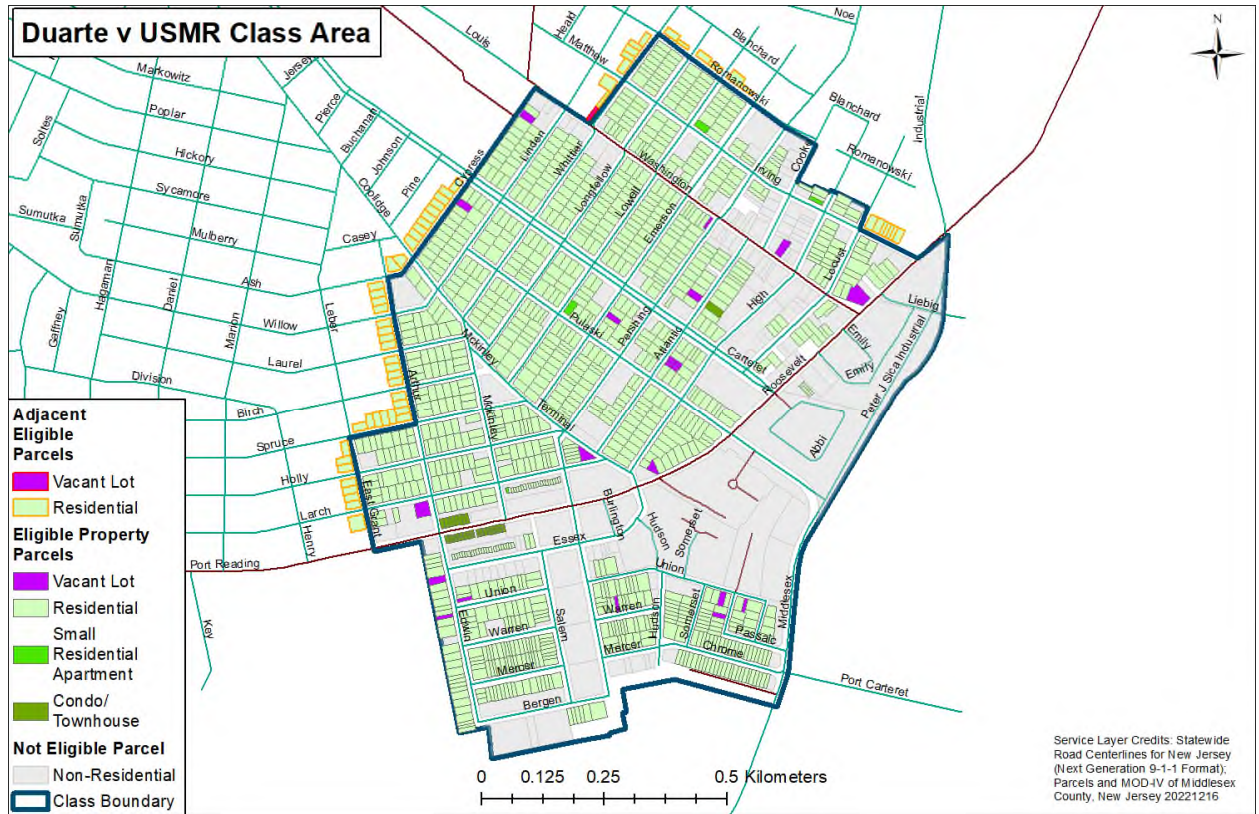 Duarte v USMR Class Area
N
Noe
Heald
Louis
Matthew
Blanchard
Romanowski
Markowitz
Jersey
Poplar
Pierce
Buchanan
Blanchard
Industrial
Soltes
Hickory
Johnson
Linden
Whittier
Washington
Cooke
Romanowski
Irving
Sycamore
Coolidge
Pine
Cypress
Longfellow
Lowell
Emerson
Sumutka
Sumutka
Mulberry
Casey
Locust
Hagaman
Daniel
Ash
Leber
High
Liebig
Gaffney
Marion
Willow
Pulaski
Pershing
Emily
Laurel
Mckinley
Atlantic
Carteret
Roosevelt
Emily
Peter J Sica Industrial
Division
Arthur
Birch
Mckinley
Terminal
Abbi
Spruce
Holly
East Grant
Larch
Henry
Burlington
Hudson
Somerset
Port Reading
Essex
Union
Key
Union
Edwin
Salem
Warren
Hudson
Somerset
Middlesex
Warren
Passaic
Mercer
Mercer
Chrome
Bergen
Port Carteret
Adjacent
Eligible
Parcels
Vacant Lot
Residential
Eligible Property
Parcels
Vacant Lot
Residential
Small
Residential
Apartment
Condo/
Townhouse
Not Eligible Parcel
Non-Residential
Class Boundary
0 0.125 0.25 0.5 Kilometers
Service Layer Credits: Statewide
Road Centerlines for New Jersey
(Next Generation 9-1-1 Format);
Parcels and MOD-IV of Middlesex
County, New Jersey 20221216